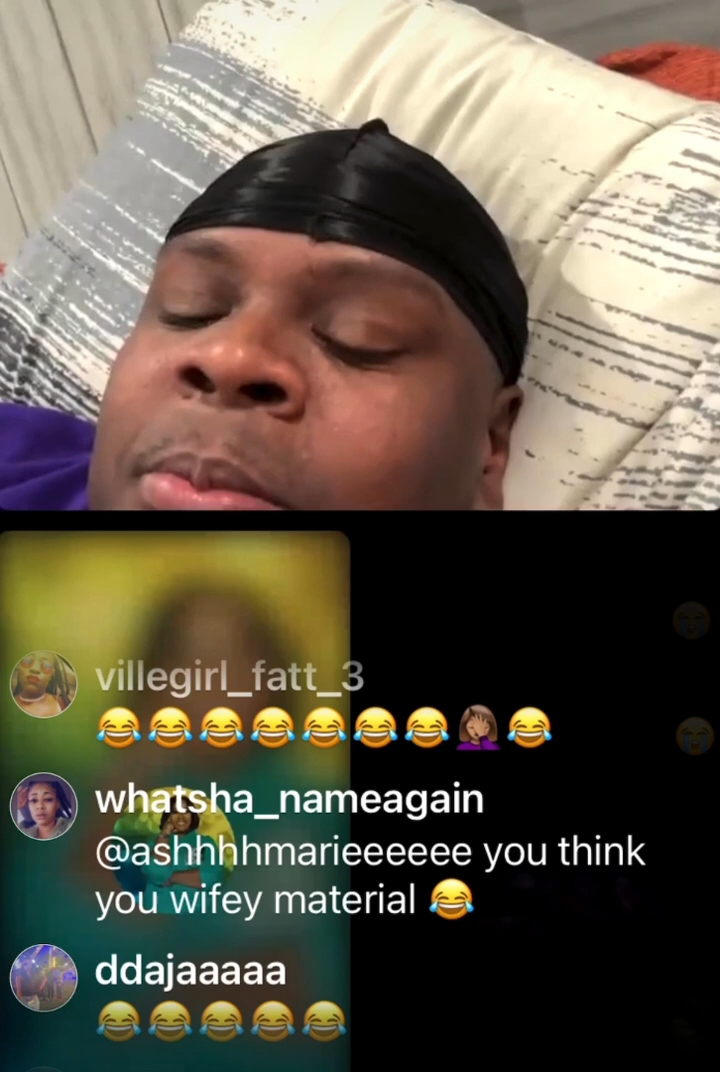 villegirl_fatt_3
😂😂😂😂😂😂😂🤦🏽‍♀️😂
whatsha_nameagain
@ashhhhmarieeeeee you think
you wifey material 😂
ddajaaaaa
😂😂😂😂😂